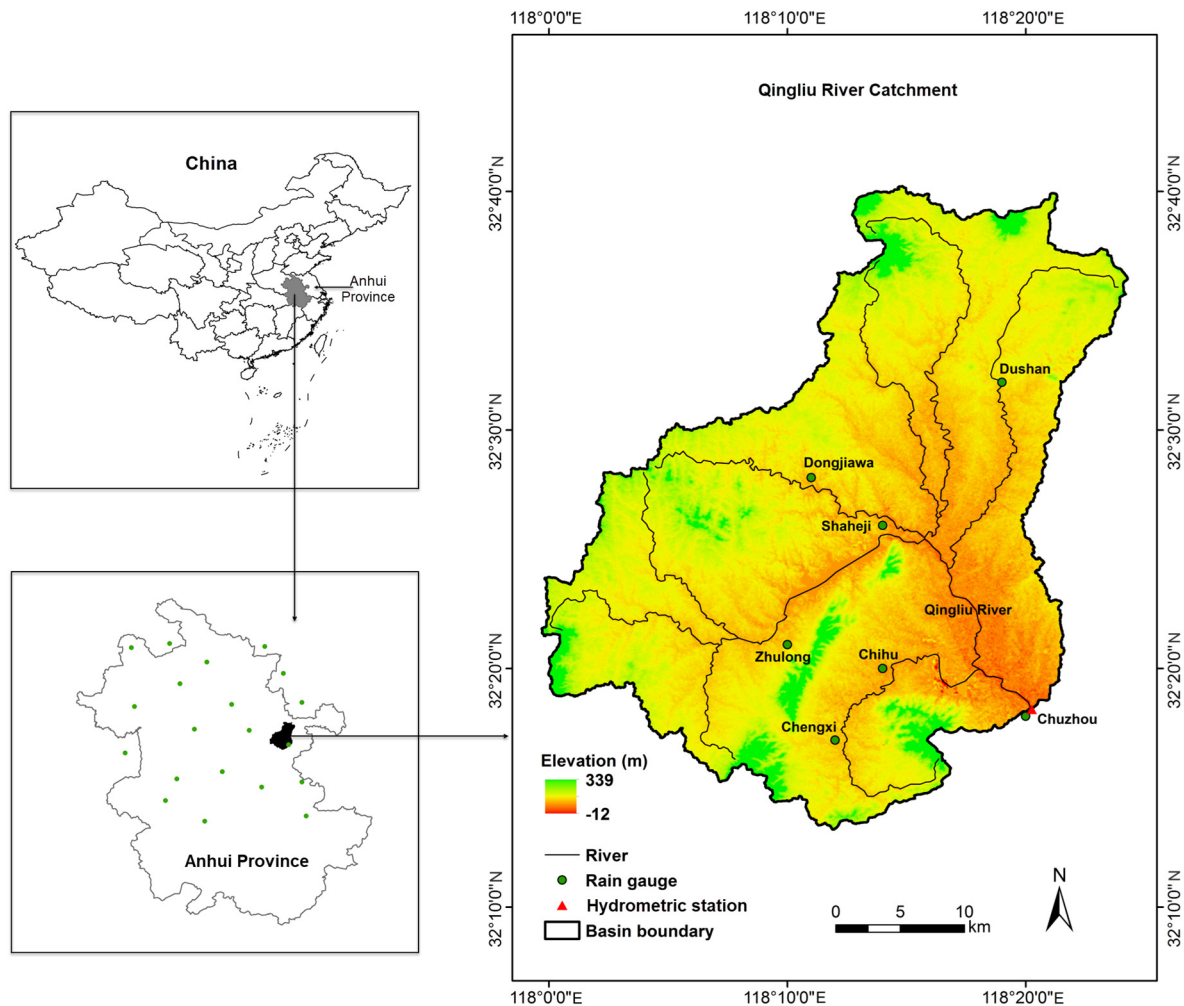 China
Anhui
Province
Anhui Province
118°0'0"E
118°10'0"E
118°20'0"E
Qingliu River Catchment
32°40'0"N
32°40'0"N
32°30'0"N
32°30'0"N
32°20'0"N
32°20'0"N
32°10'0"N
32°10'0"N
Dushan
Dongjiawa
Shaheji
Qingliu River
Zhulong
Chihu
Chengxi
Chuzhou
Elevation (m)
339
-12
River
Rain gauge
Hydrometric station
Basin boundary
0 5 10
km
N
118°0'0"E
118°10'0"E
118°20'0"E